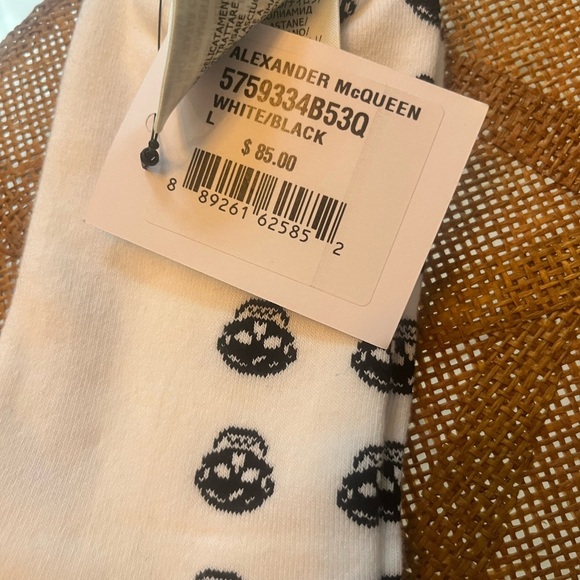 ALEXANDER McQUEEN
5759334B53Q
WHITE/BLACK
L
$ 85.00
8 89261 62585 2